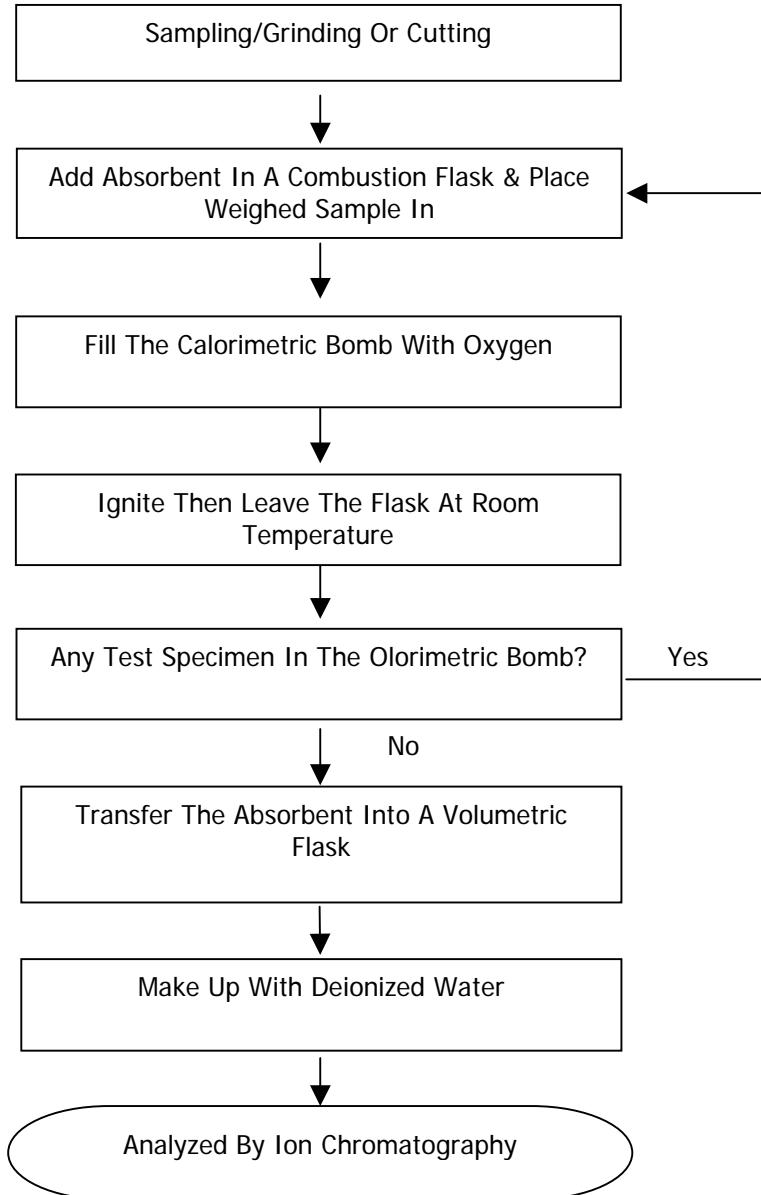 Sampling/Grinding Or Cutting
Add Absorbent In A Combustion Flask & Place
Weighed Sample In
Fill The Calorimetric Bomb With Oxygen
Ignite Then Leave The Flask At Room
Temperature
Any Test Specimen In The Olorimetric Bomb?
Yes
No
Transfer The Absorbent Into A Volumetric
Flask
Make Up With Deionized Water
Analyzed By Ion Chromatography